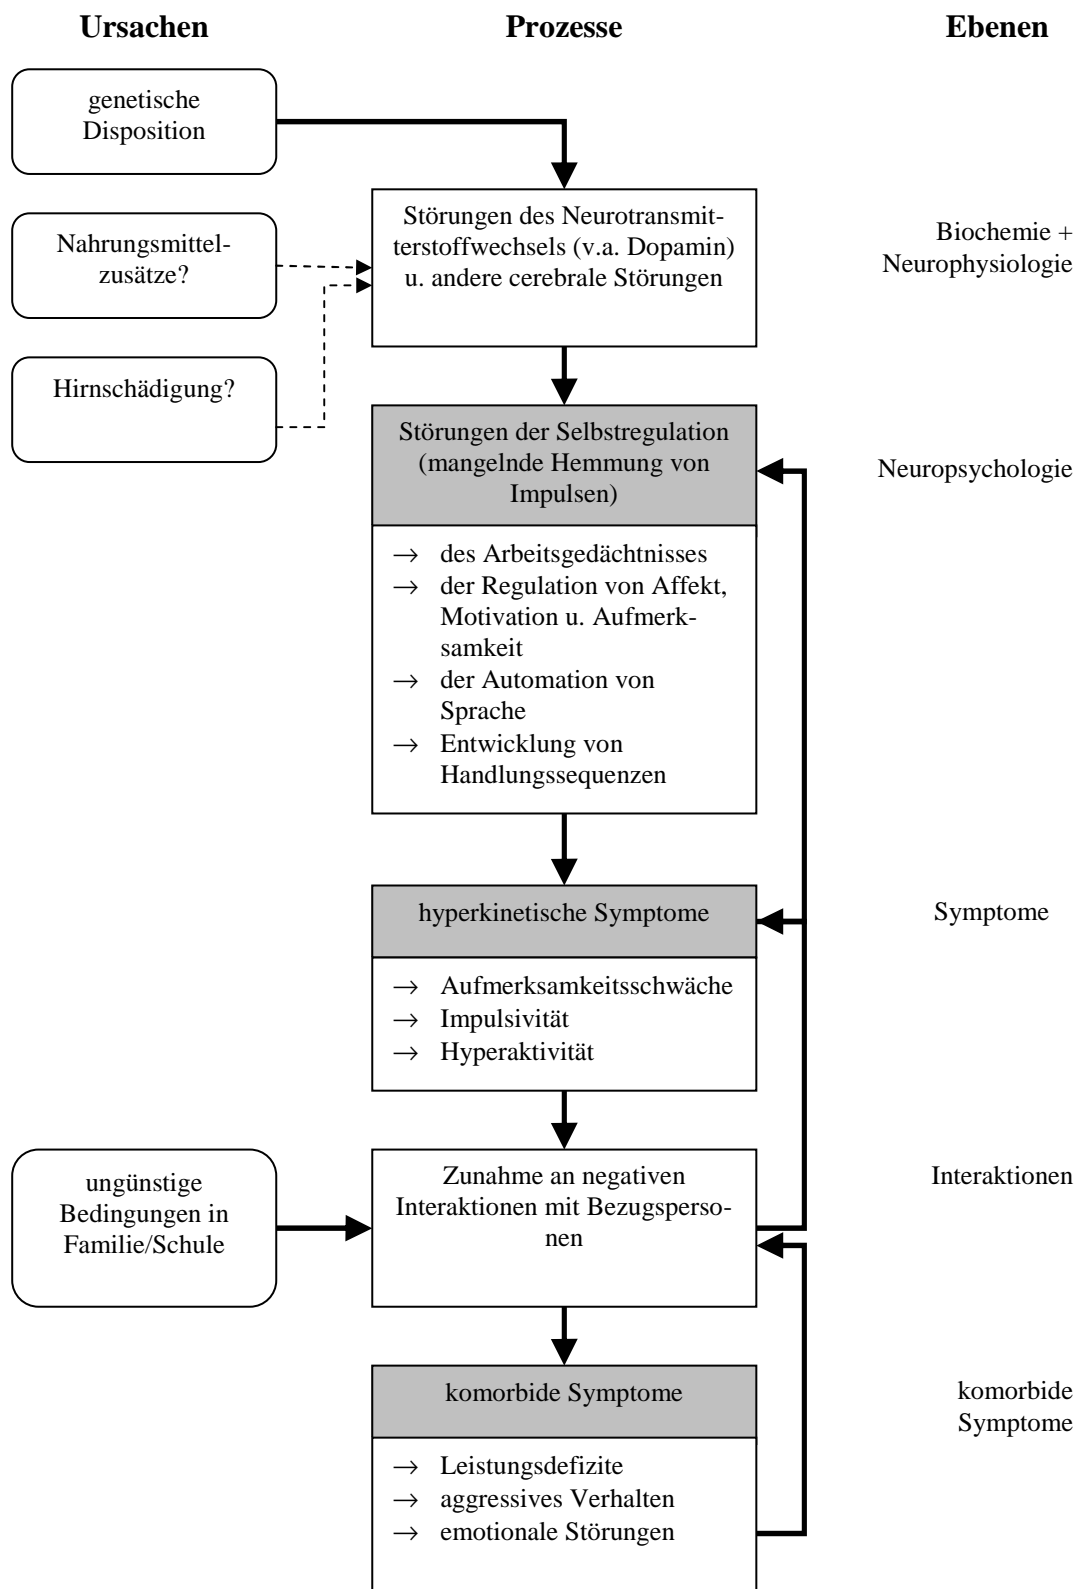 Ursachen
Prozesse
Ebenen
genetische
Disposition
Störungen des Neurotransmit-
terstoffwechsels (v.a. Dopamin)
u. andere cerebrale Störungen
Biochemie +
Neurophysiologie
Nahrungsmittel-
zusätze?
Hirnschädigung?
Störungen der Selbstregulation
(mangelnde Hemmung von
Impulsen)
Neuropsychologie
→ des Arbeitsgedächtnisses
→ der Regulation von Affekt,
Motivation u. Aufmerk-
samkeit
→ der Automation von
Sprache
→ Entwicklung von
Handlungssequenzen
hyperkinetische Symptome
Symptome
→ Aufmerksamkeitsschwäche
→ Impulsivität
→ Hyperaktivität
ungünstige
Bedingungen in
Familie/Schule
Zunahme an negativen
Interaktionen mit Bezugsperso-
nen
Interaktionen
komorbide Symptome
komorbide
Symptome
→ Leistungsdefizite
→ aggressives Verhalten
→ emotionale Störungen